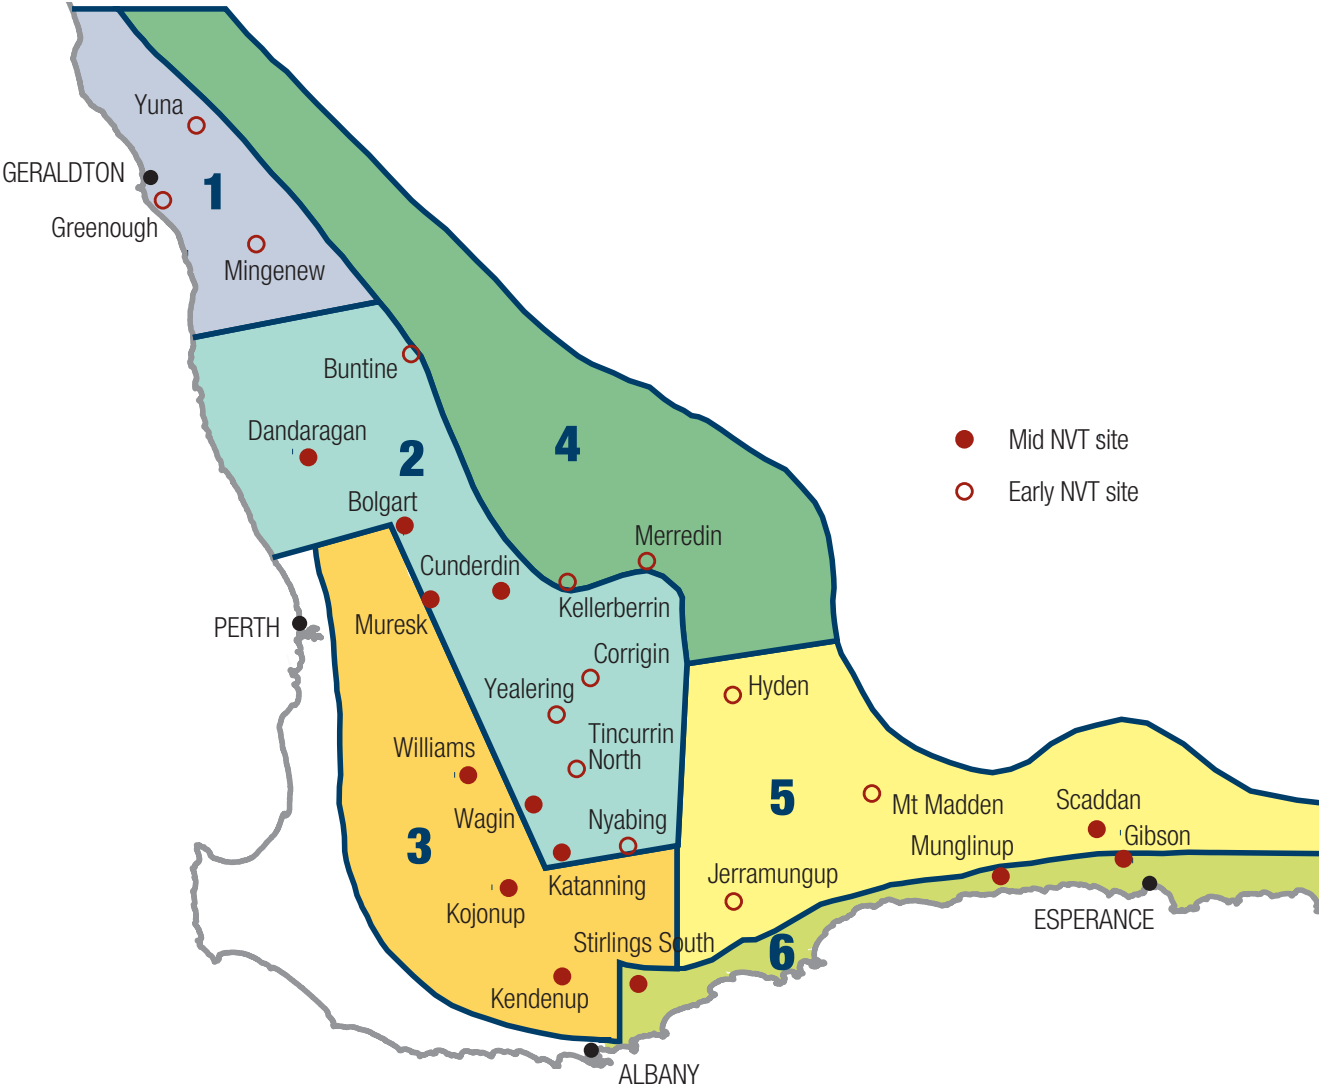 Yuna
GERALDTON
1
Greenough
Mingenew
Buntine
Dandaragan
2
4
Mid NVT site
Early NVT site
Bolgart
Merredin
Cunderdin
Kellerberrin
Muresk
PERTH
Corrigin
Yealering
Hyden
Tincurrin
North
Williams
5
Mt Madden
Scaddan
Wagin
Nyabing
Gibson
3
Munglinup
Jerramungup
Katanning
Kojonup
ESPERANCE
Stirlings South
6
Kendenup
ALBANY